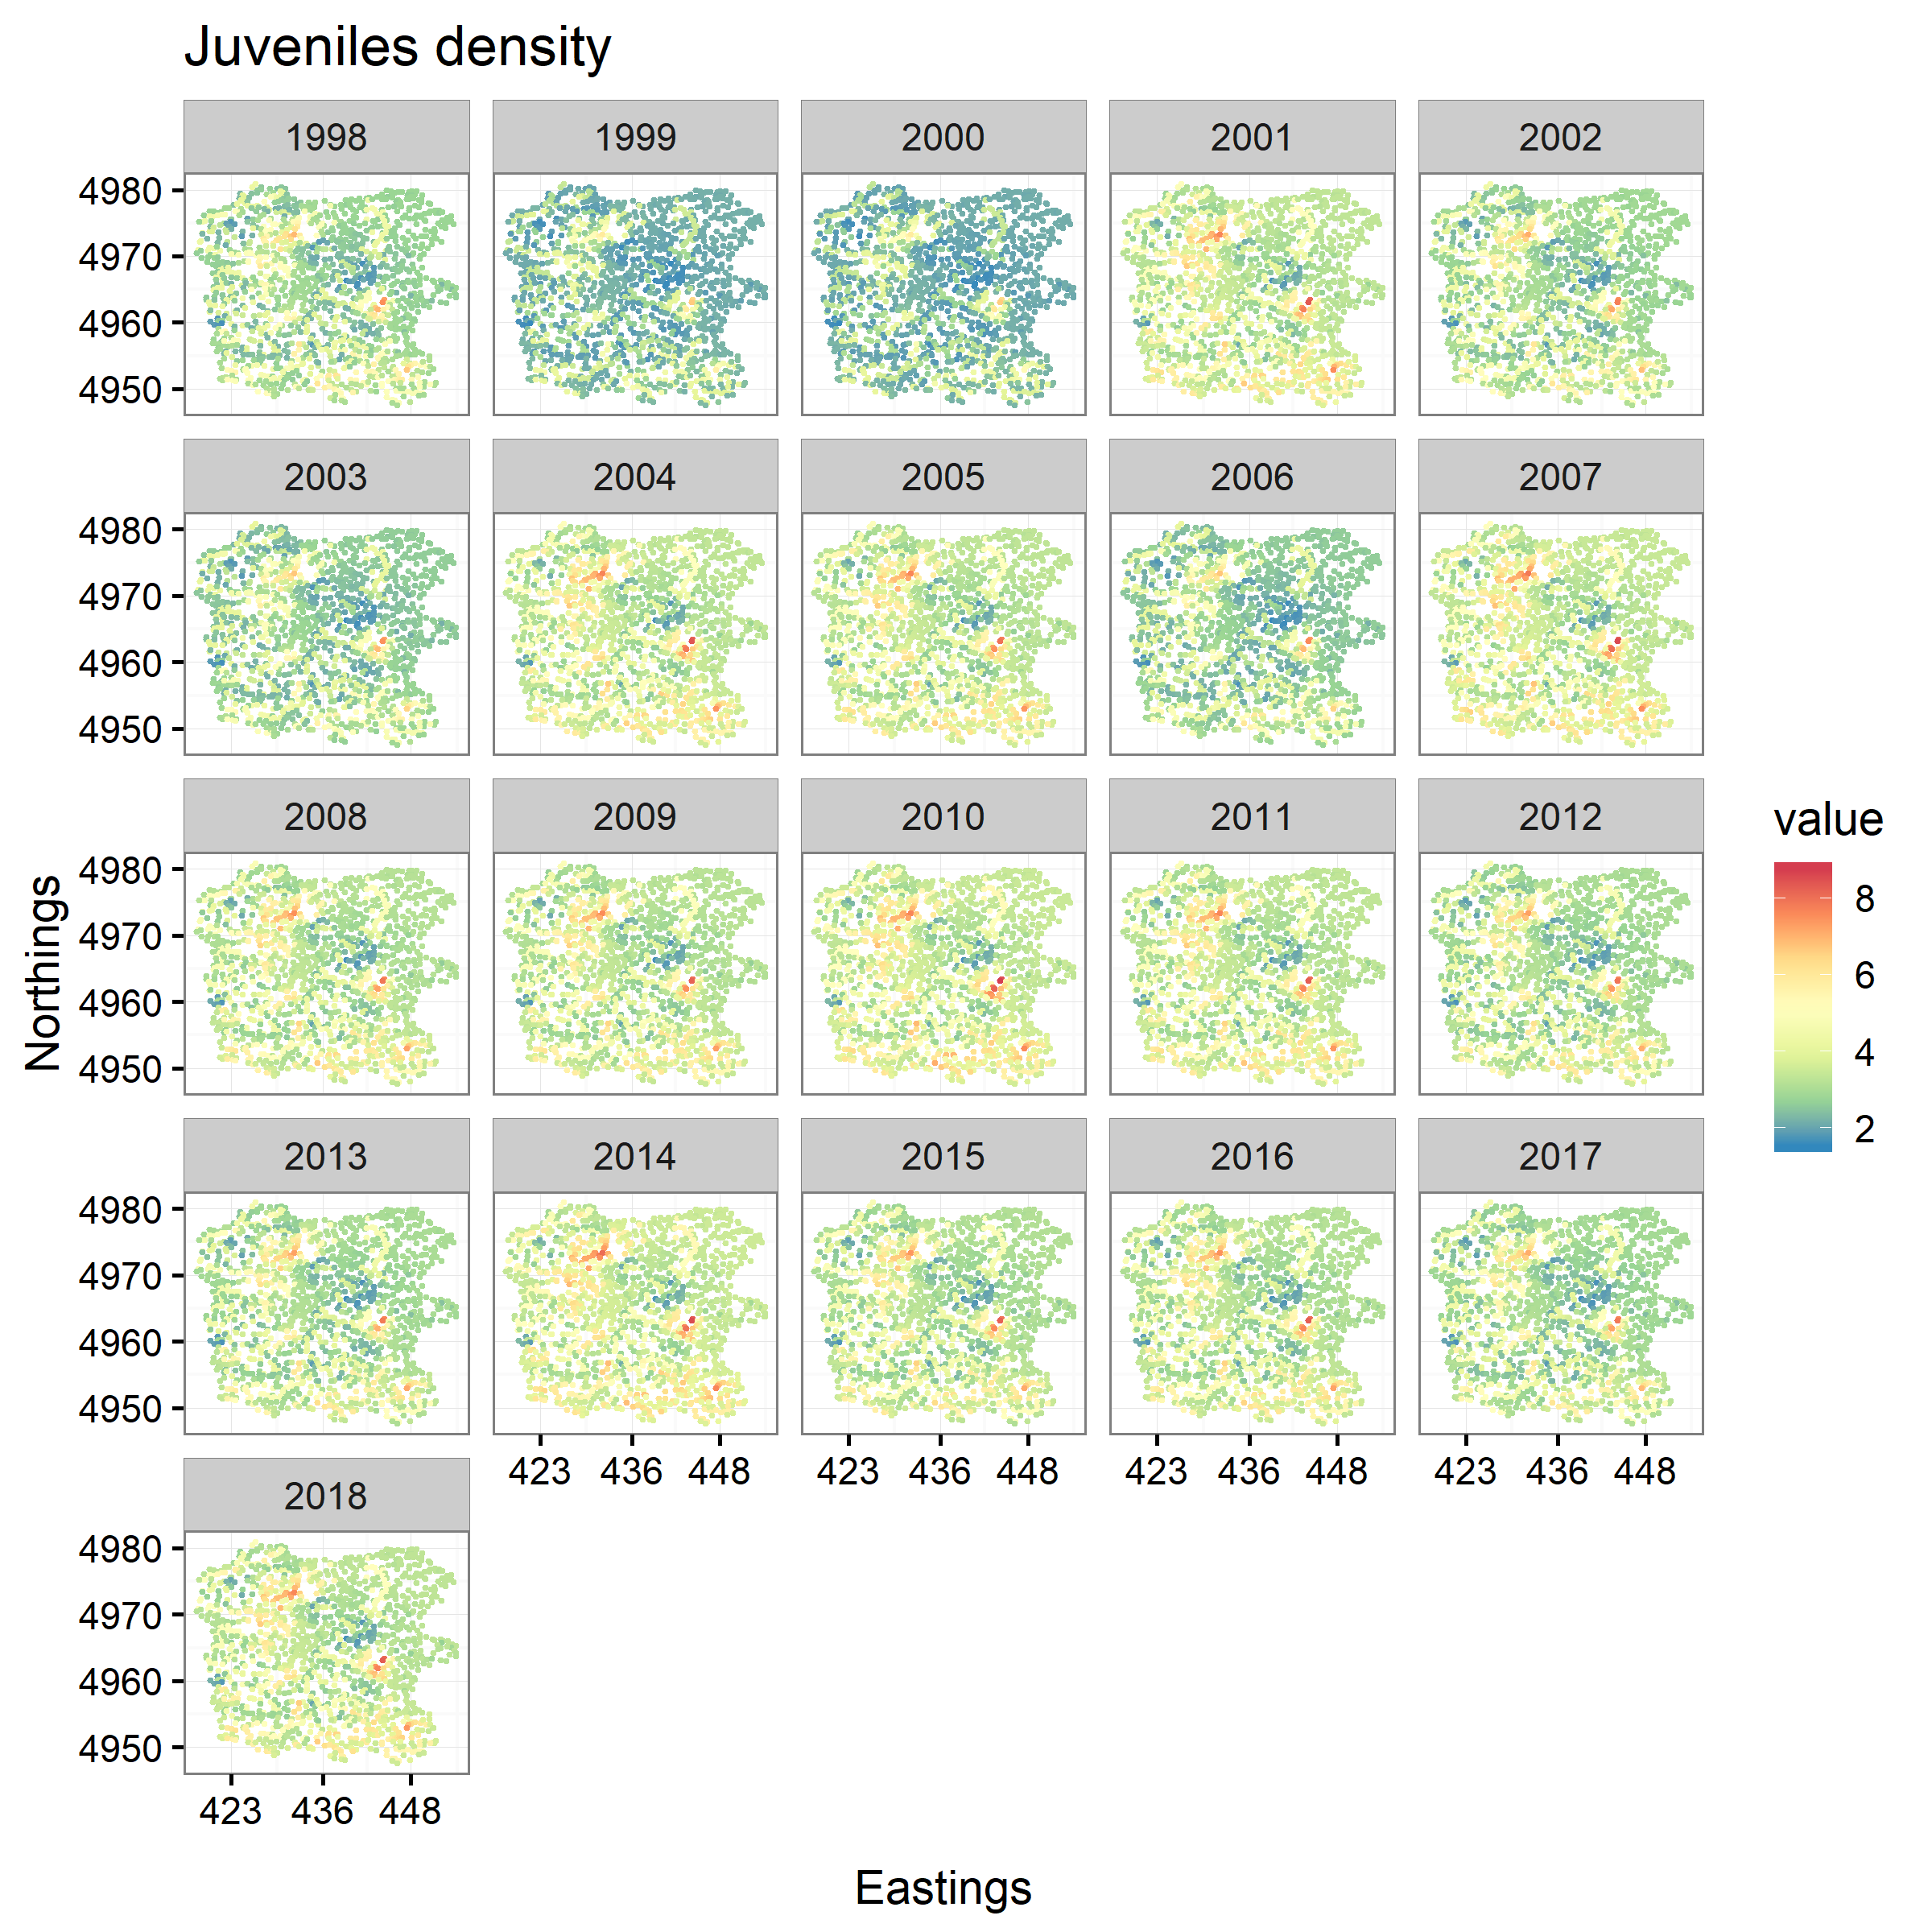 Juveniles density
1998 1999 2000 2001 2002
4980
4970
4960
4950
2003 2004 2005 2006 2007
4980
4970
4960
4950
2008 2009 2010 2011 2012
4980
4970
4960
4950
2013 2014 2015 2016 2017
4980
4970
4960
4950
423 436 448 423 436 448 423 436 448 423 436 448
2018
4980
4970
4960
4950
423 436 448
Eastings
Northings
value
8
6
4
2